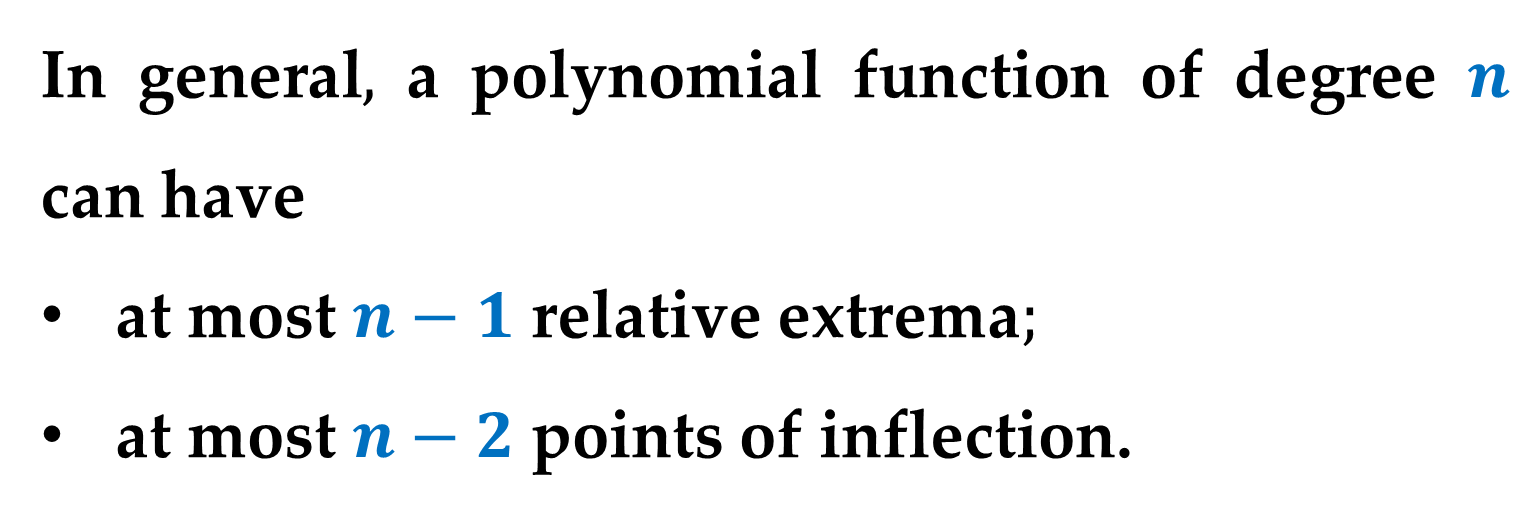 In general, a polynomial function of degree n
can have
• at most n − 1 relative extrema;
• at most n − 2 points of inflection.